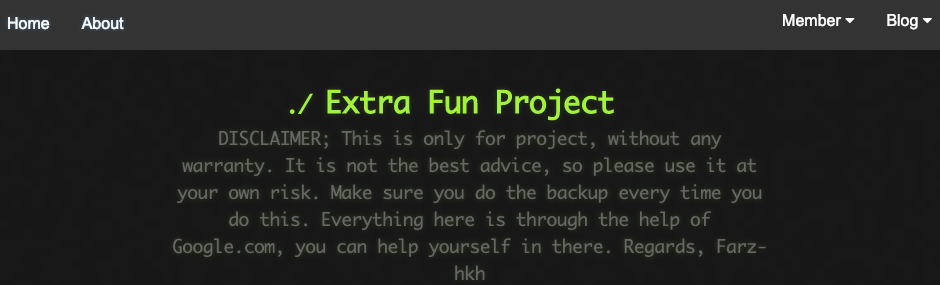 Home About Member Blog
./ Extra Fun Project
DISCLAIMER; This is only for project, without any
warranty. It is not the best advice, so please use it at
your own risk. Make sure you do the backup every time you
do this. Everything here is through the help of
Google.com, you can help yourself in there. Regards, Farz-
hkh